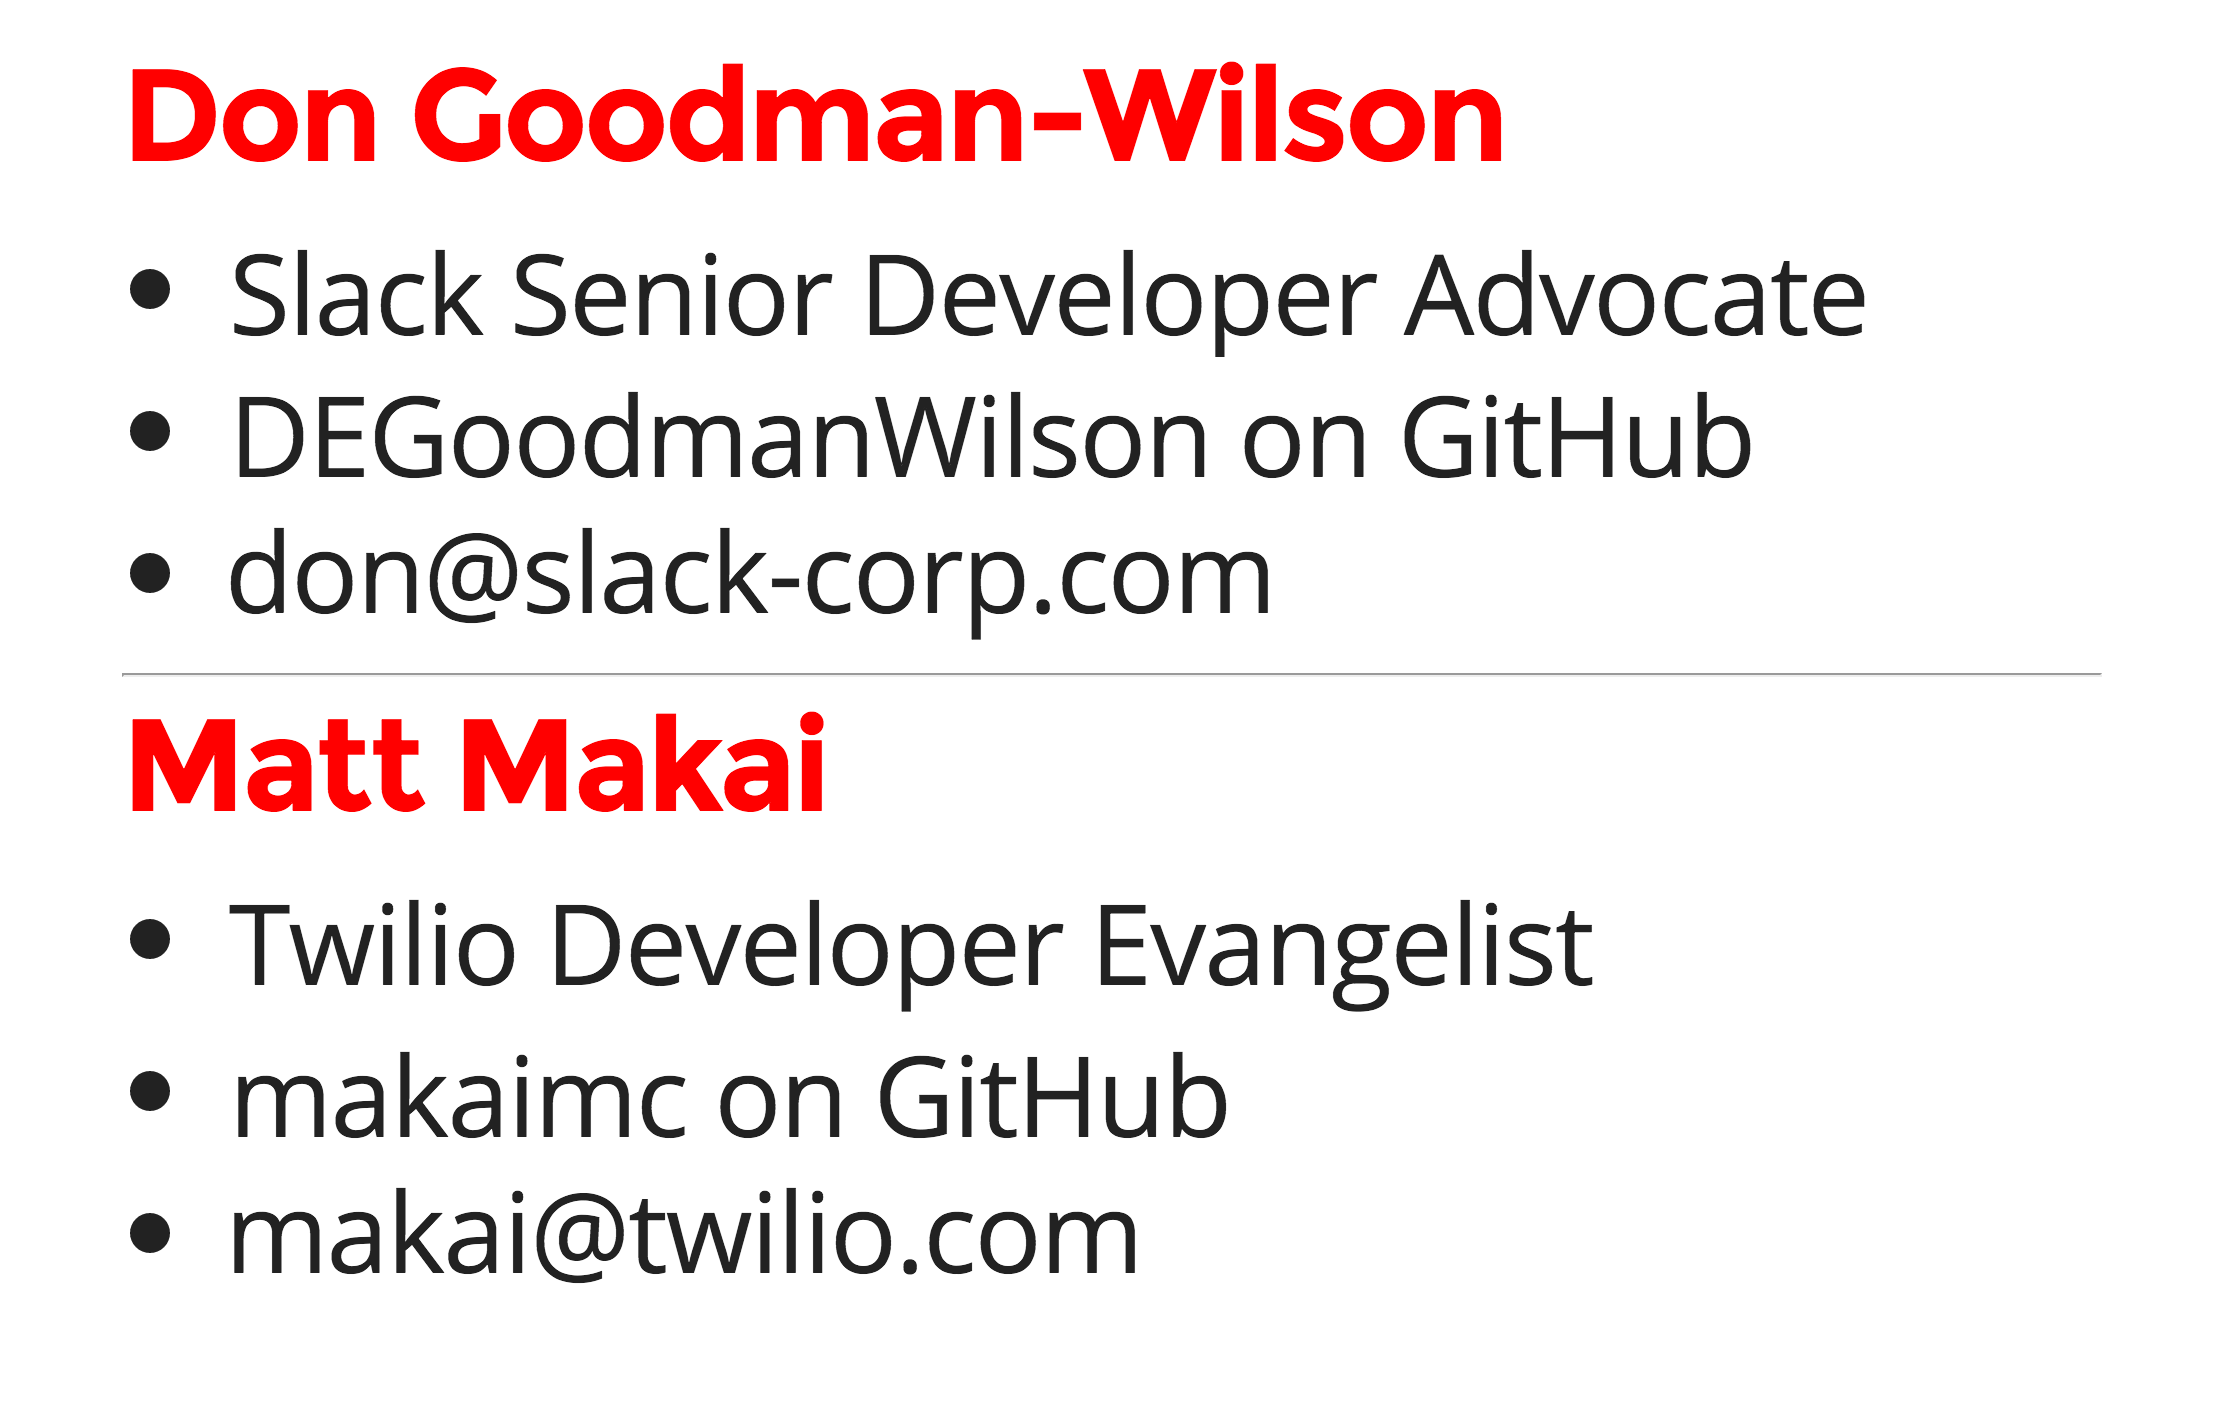 Don Goodman-Wilson
• Slack Senior Developer Advocate
• DEGoodmanWilson on GitHub
• don@slack-corp.com
Matt Makai
• Twilio Developer Evangelist
• makaimc on GitHub
• makai@twilio.com